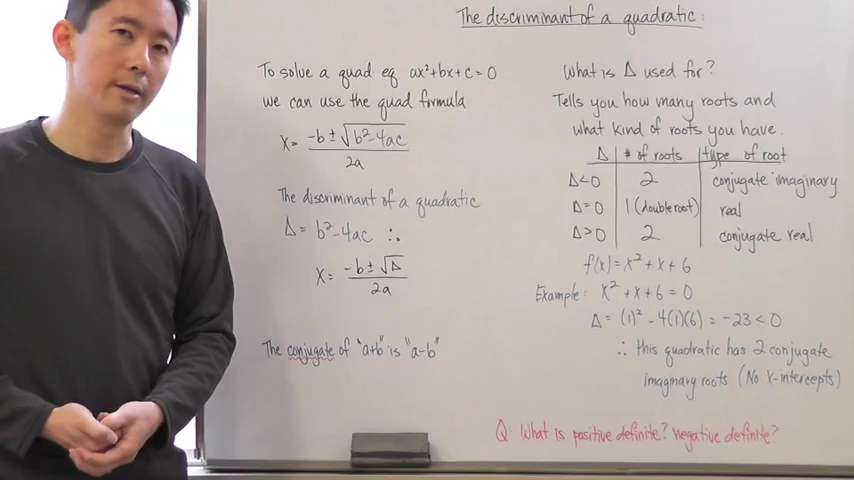 The discriminant of a quadratic:
To solve a quad. eq ax²+bx+c=0
we can use the quad formula
x = (-b ± √(b²-4ac)) / 2a
The discriminant of a quadratic
Δ = b²-4ac ∴
x = (-b ± √Δ) / 2a
The conjugate of "a+b" is "a-b"
What is Δ used for?
Tells you how many roots and
what kind of roots you have.
Δ | # of roots | type of root
Δ<0 | 2 | conjugate imaginary
Δ=0 | 1 (double root) | real
Δ>0 | 2 | conjugate real
f(x)=x²+x+6
Example: x²+x+6=0
Δ = (1)² - 4(1)(6) = -23 < 0
∴ this quadratic has 2 conjugate
imaginary roots (No x-intercepts)
Q: What is positive definite? negative definite?